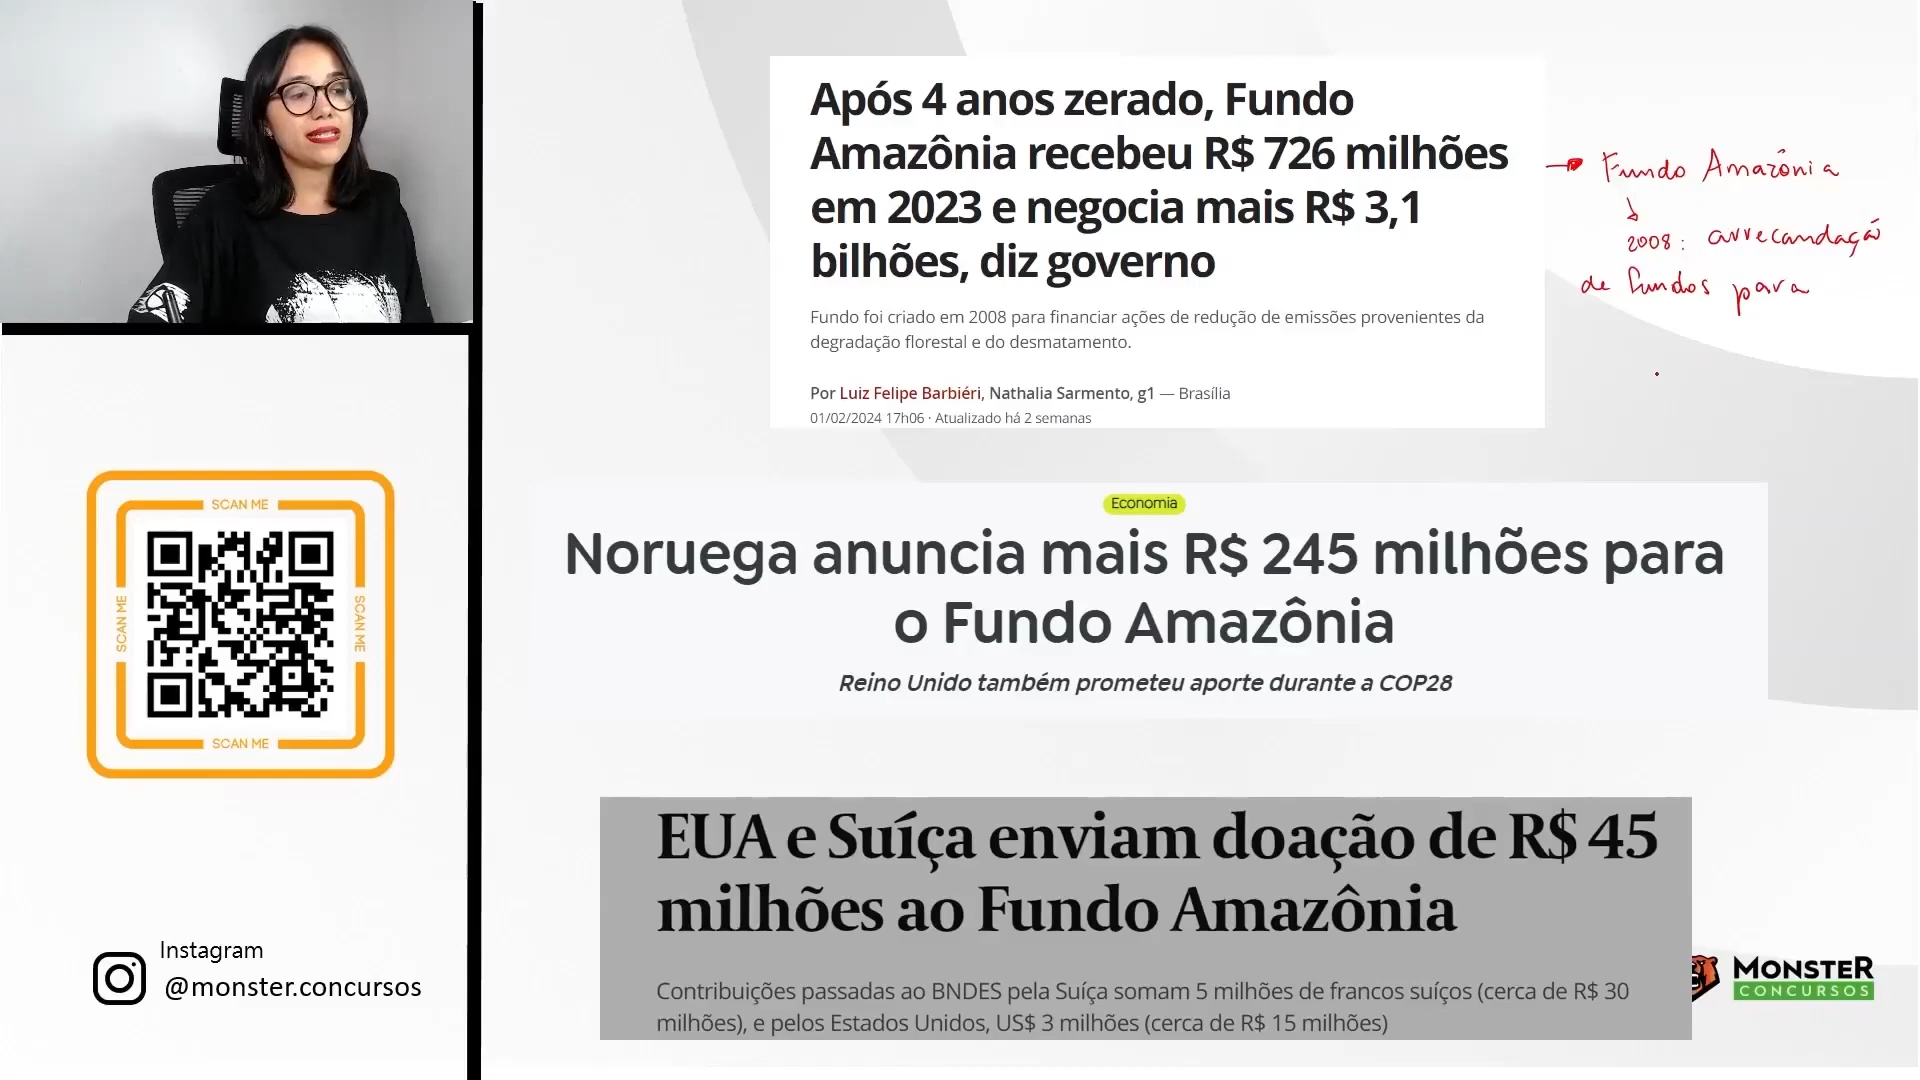 Após 4 anos zerado, Fundo
Amazônia recebeu R$ 726 milhões
em 2023 e negocia mais R$ 3,1
bilhões, diz governo
Fundo foi criado em 2008 para financiar ações de redução de emissões provenientes da
degradação florestal e do desmatamento.
Por Luiz Felipe Barbiéri, Nathalia Sarmento, g1 — Brasília
01/02/2024 17h06 · Atualizado há 2 semanas
Fundo Amazônia
2008: arrecandação
de fundos para
Economia
Noruega anuncia mais R$ 245 milhões para
o Fundo Amazônia
Reino Unido também prometeu aporte durante a COP28
EUA e Suíça enviam doação de R$ 45
milhões ao Fundo Amazônia
Contribuições passadas ao BNDES pela Suíça somam 5 milhões de francos suíços (cerca de R$ 30
milhões), e pelos Estados Unidos, US$ 3 milhões (cerca de R$ 15 milhões)
SCAN ME
SCAN ME
SCAN ME
SCAN ME
Instagram
@monster.concursos
MONSTER
CONCURSOS